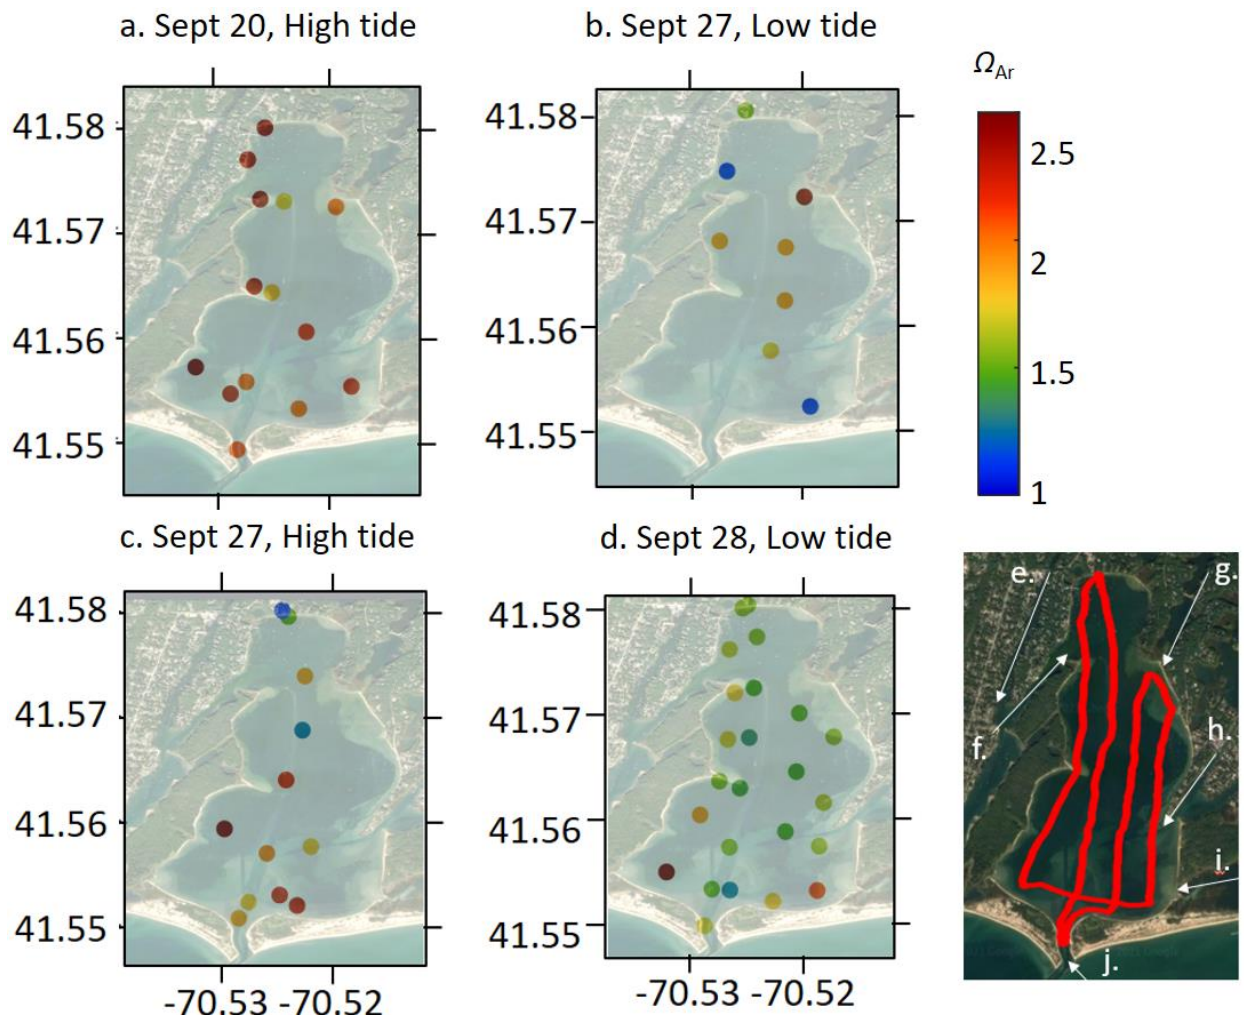 a. Sept 20, High tide
b. Sept 27, Low tide
ΩAr
41.58
41.57
41.56
41.55
41.58
41.57
41.56
41.55
2.5
2
1.5
1
c. Sept 27, High tide
d. Sept 28, Low tide
41.58
41.57
41.56
41.55
-70.53 -70.52
41.58
41.57
41.56
41.55
-70.53 -70.52
e.
g.
f.
h.
i.
j.